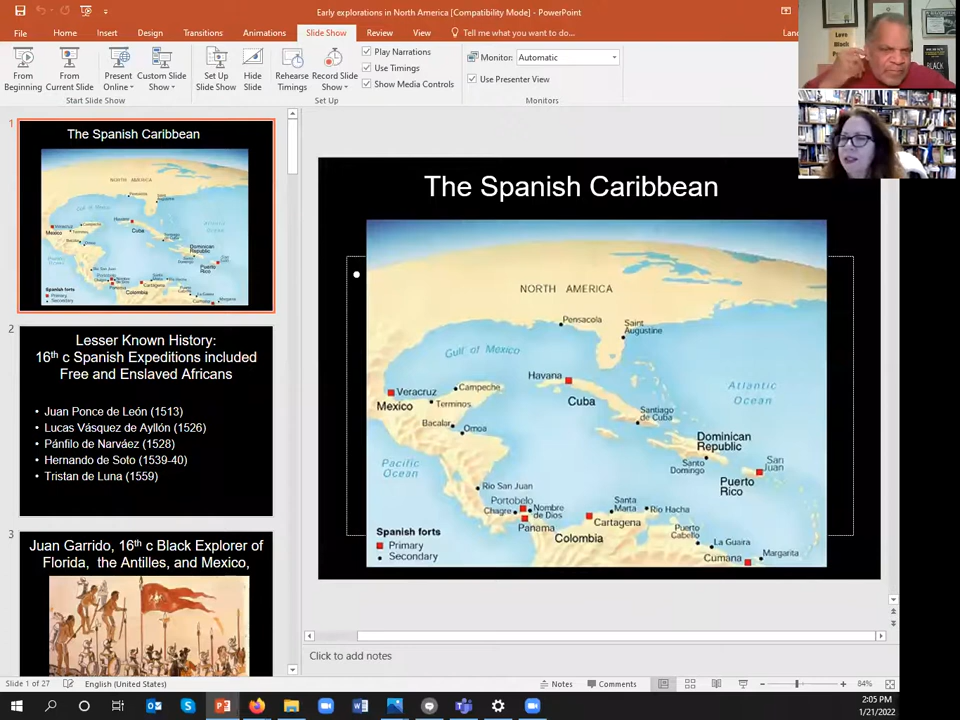 Early explorations in North America [Compatibility Mode] - PowerPoint
File Home Insert Design Transitions Animations Slide Show Review View Tell me what you want to do...
From Beginning
From Current Slide
Present Online
Custom Slide Show
Start Slide Show
Set Up Slide Show
Hide Slide
Rehearse Timings
Record Slide Show
Play Narrations
Use Timings
Show Media Controls
Set Up
Monitor: Automatic
Use Presenter View
Monitors
Love
Black
BLACK
1
The Spanish Caribbean
2
Lesser Known History:
16th c Spanish Expeditions included
Free and Enslaved Africans
• Juan Ponce de León (1513)
• Lucas Vásquez de Ayllón (1526)
• Pánfilo de Narváez (1528)
• Hernando de Soto (1539-40)
• Tristan de Luna (1559)
3
Juan Garrido, 16th c Black Explorer of
Florida, the Antilles, and Mexico,
The Spanish Caribbean
NORTH AMERICA
Pensacola
Saint
Augustine
Gulf of Mexico
Havana
Atlantic
Ocean
Veracruz
Campeche
Mexico
Terminos
Cuba
Santiago
de Cuba
Bacalar
Omoa
Dominican
Republic
Pacific
Ocean
Santo
Domingo
San
Juan
Puerto
Rico
Rio San Juan
Portobelo
Chagre
Nombre
de Dios
Panama
Santa
Marta
Rio Hacha
Cartagena
Colombia
Puerto
Cabello
La Guaira
Cumana
Margarita
Spanish forts
Primary
Secondary
Click to add notes
Slide 1 of 27 English (United States) Notes Comments 84%
2:05 PM
1/21/2022